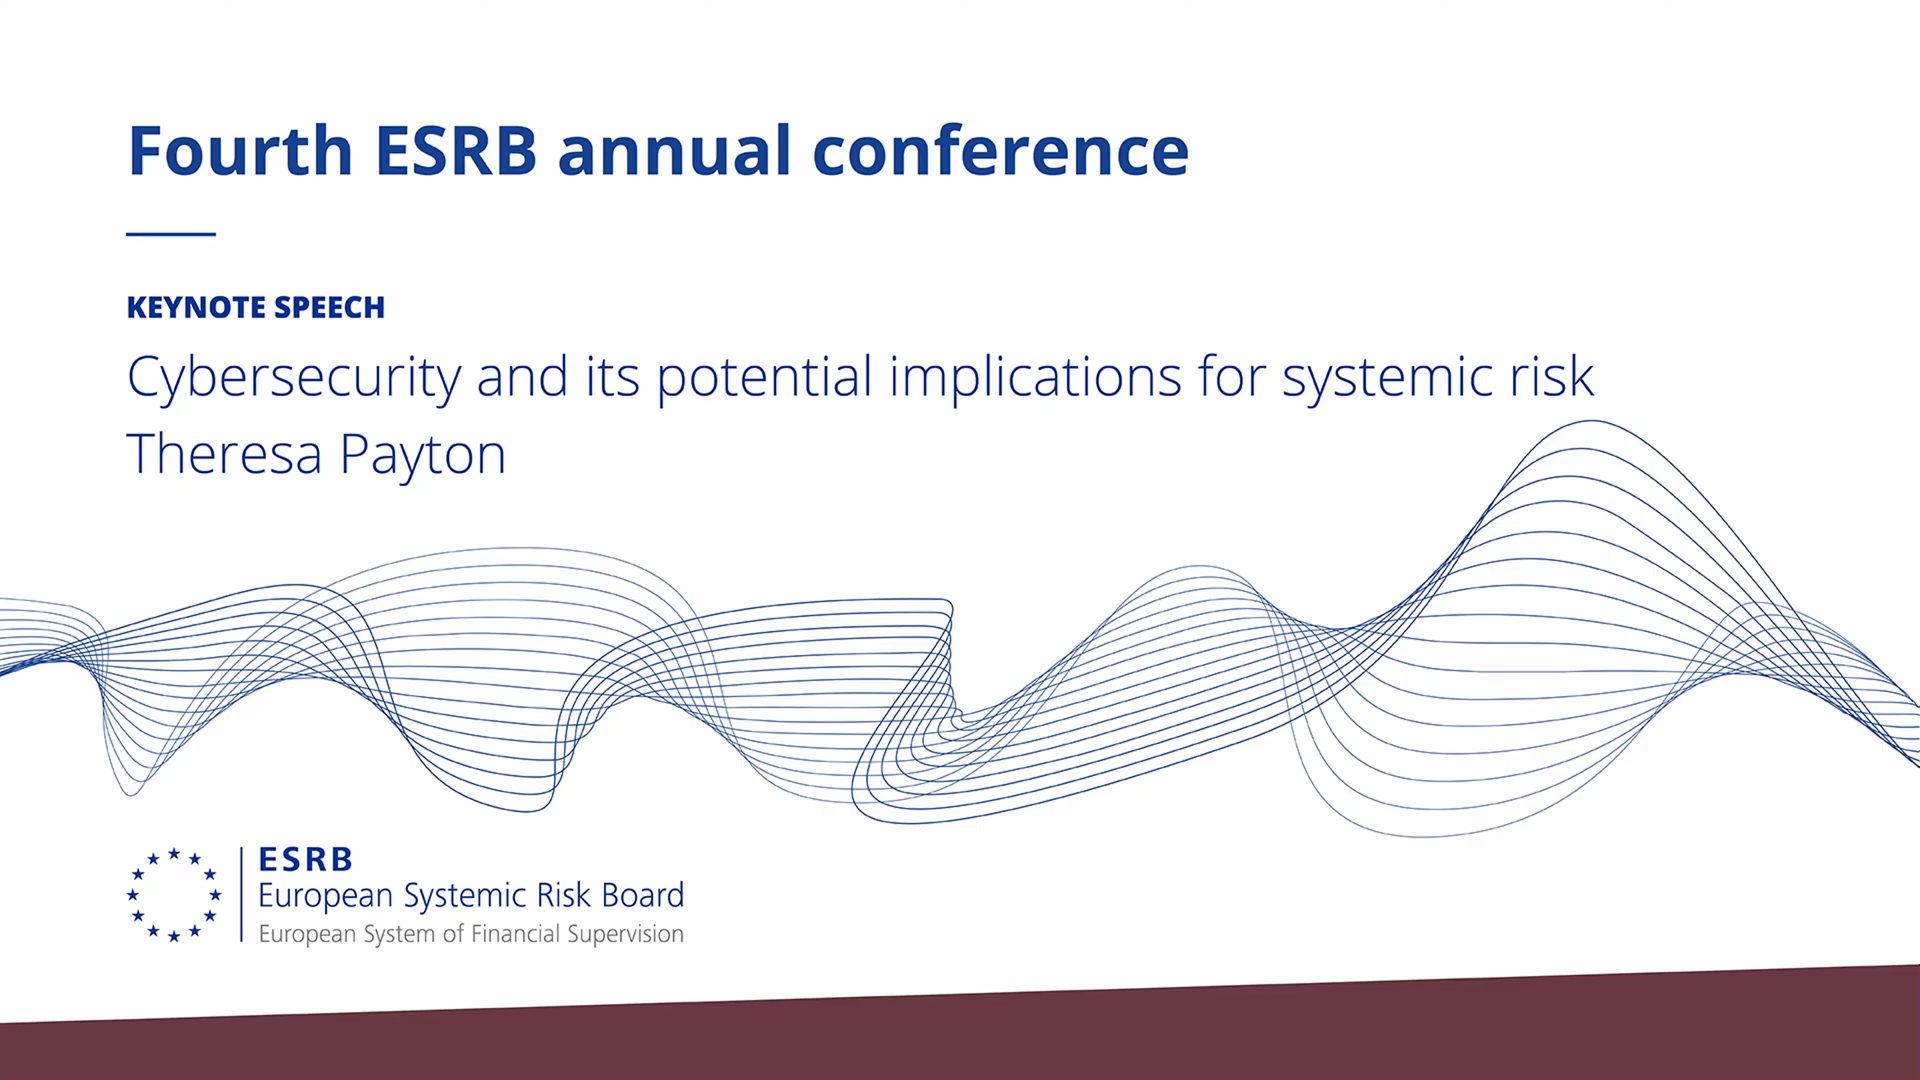 Fourth ESRB annual conference
KEYNOTE SPEECH
Cybersecurity and its potential implications for systemic risk
Theresa Payton
ESRB
European Systemic Risk Board
European System of Financial Supervision